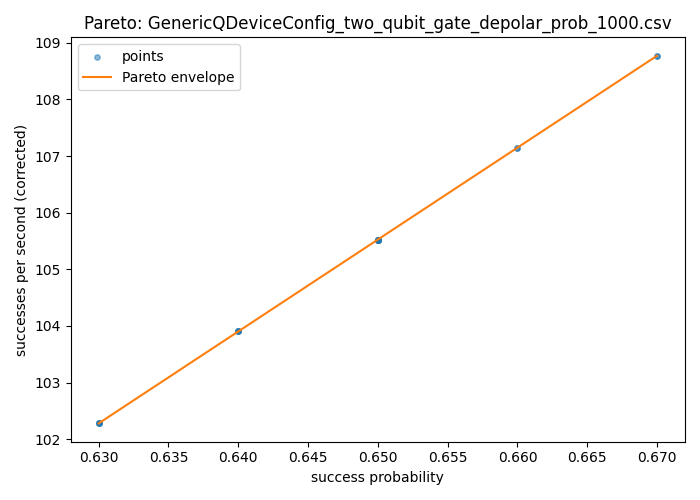 Pareto: GenericQDeviceConfig_two_qubit_gate_depolar_prob_1000.csv
points
Pareto envelope
successes per second (corrected)
109
108
107
106
105
104
103
102
0.630 0.635 0.640 0.645 0.650 0.655 0.660 0.665 0.670
success probability